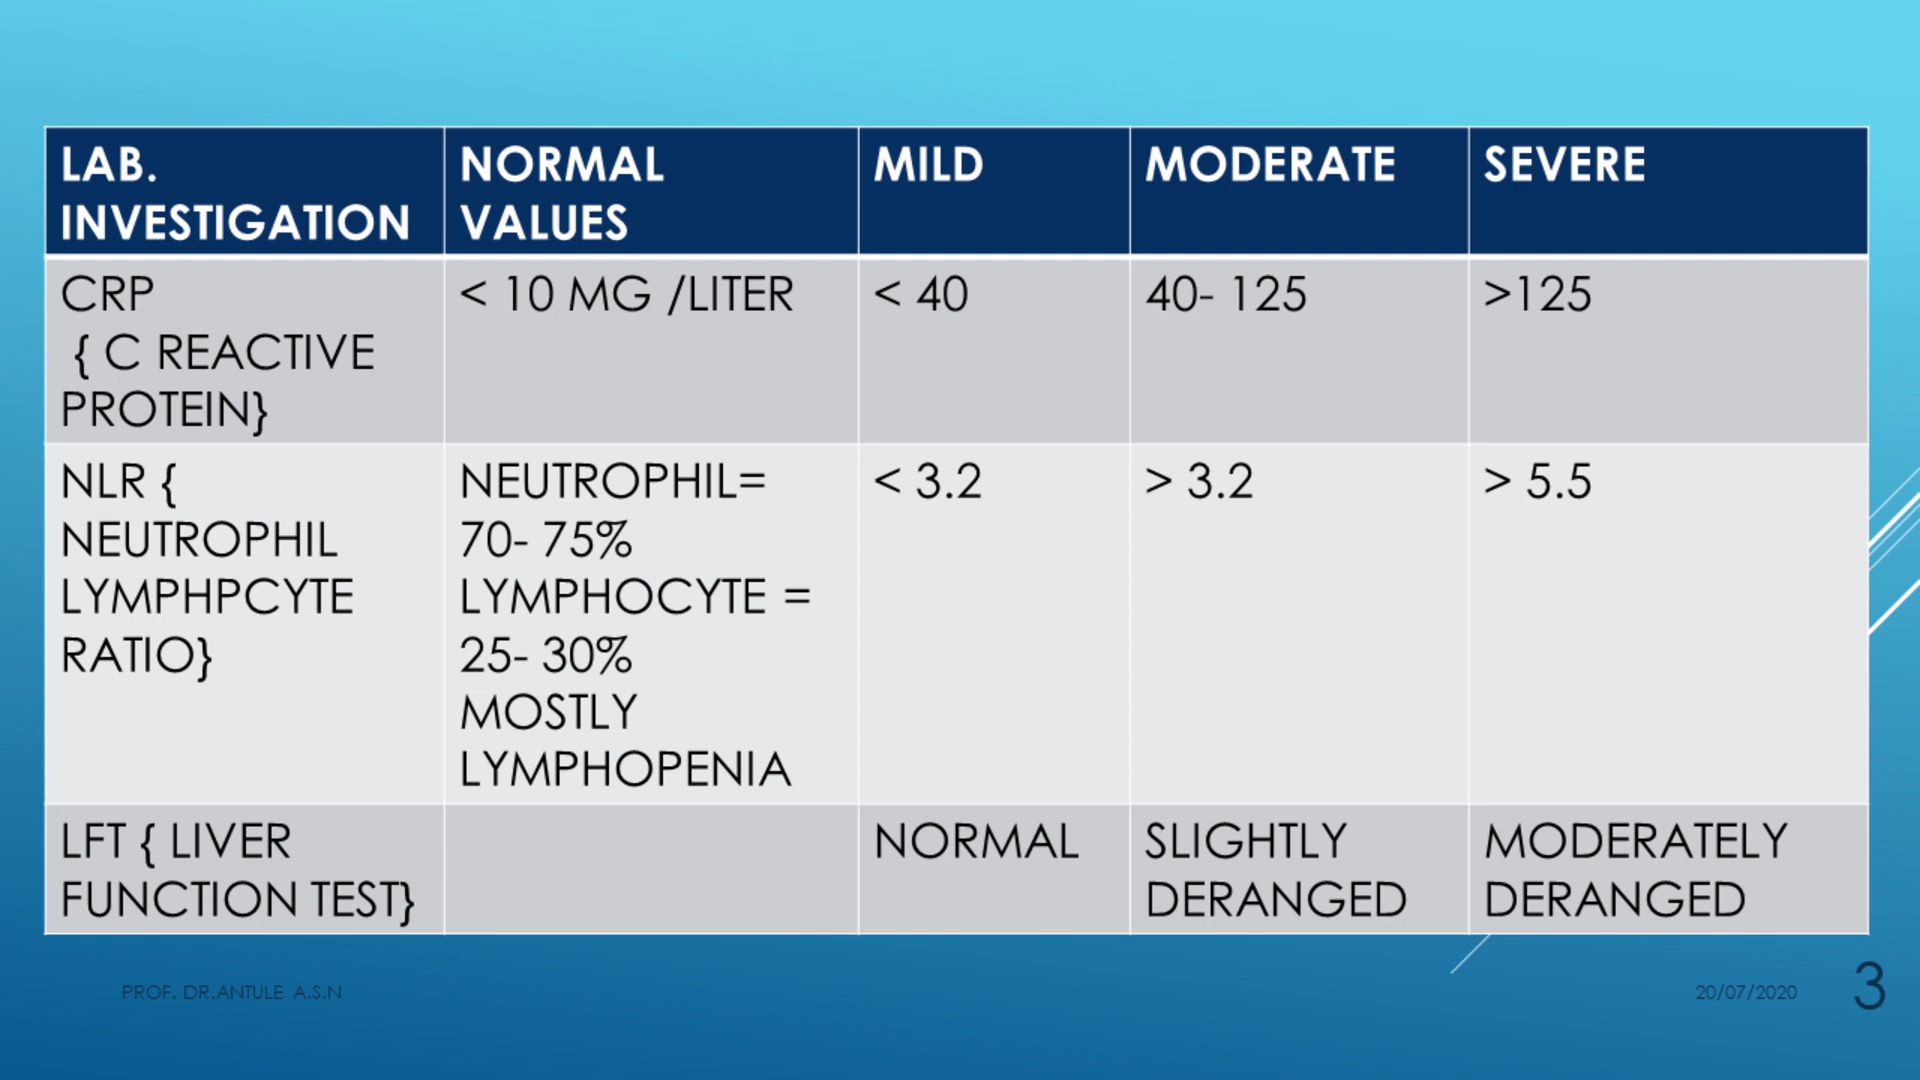 LAB.
INVESTIGATION
NORMAL
VALUES
MILD
MODERATE
SEVERE
CRP
{ C REACTIVE
PROTEIN}
< 10 MG /LITER
< 40
40- 125
>125
NLR {
NEUTROPHIL
LYMPHPCYTE
RATIO}
NEUTROPHIL=
70- 75%
LYMPHOCYTE =
25- 30%
MOSTLY
LYMPHOPENIA
< 3.2
> 3.2
> 5.5
LFT { LIVER
FUNCTION TEST}
NORMAL
SLIGHTLY
DERANGED
MODERATELY
DERANGED
PROF. DR.ANTULE A.S.N
20/07/2020
3